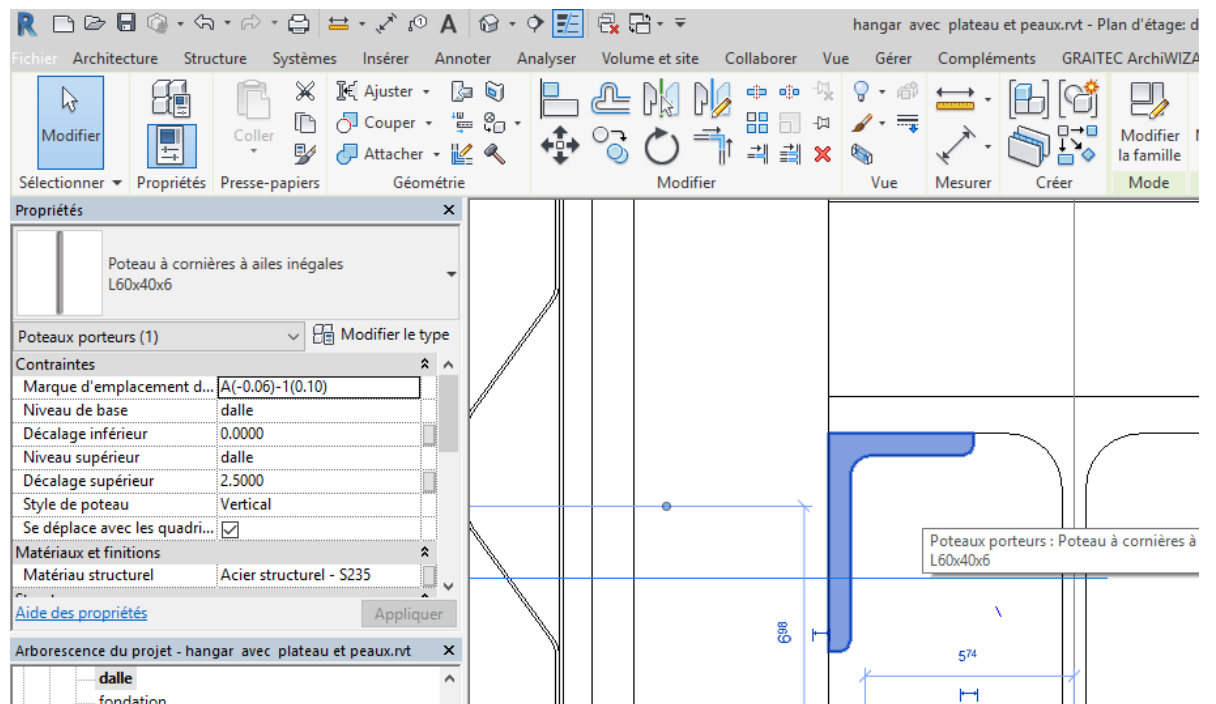 hangar avec plateau et peaux.rvt - Plan d'étage: d
Fichier Architecture Structure Systèmes Insérer Annoter Analyser Volume et site Collaborer Vue Gérer Compléments GRAITEC ArchiWIZA
Ajuster
Modifier Coller Couper Modifier
Attacher la famille
Sélectionner Propriétés Presse-papiers Géométrie Modifier Vue Mesurer Créer Mode
Propriétés
Poteau à cornières à ailes inégales
L60x40x6
Poteaux porteurs (1) Modifier le type
Contraintes
Marque d'emplacement d... A(-0.06)-1(0.10)
Niveau de base dalle
Décalage inférieur 0.0000
Niveau supérieur dalle
Décalage supérieur 2.5000
Style de poteau Vertical
Se déplace avec les quadri...
Matériaux et finitions
Matériau structurel Acier structurel - S235
Aide des propriétés Appliquer
Arborescence du projet - hangar avec plateau et peaux.rvt
dalle
fondation
Poteaux porteurs : Poteau à cornières à
L60x40x6
6⁹⁸
5⁷⁴